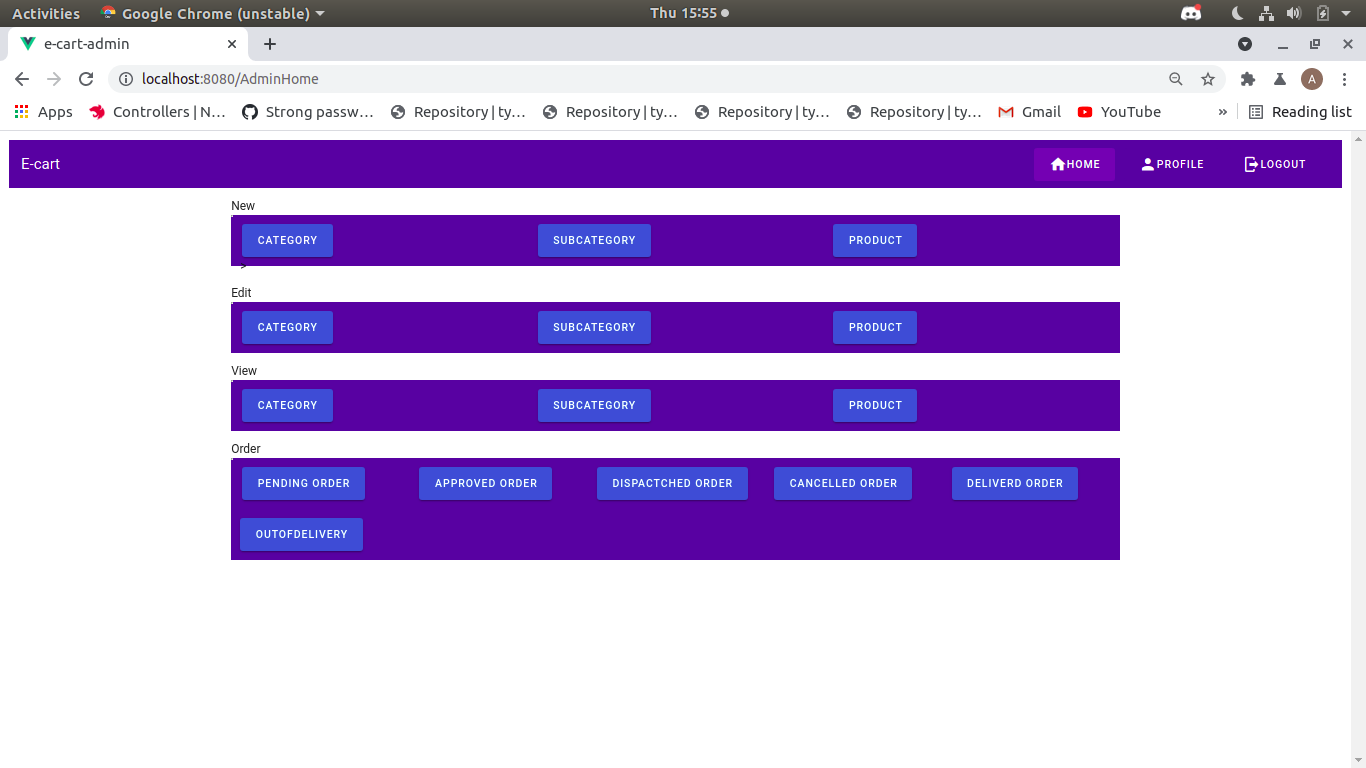 Activities Google Chrome (unstable) Thu 15:55
e-cart-admin
localhost:8080/AdminHome A
Apps Controllers | N… Strong passw… Repository | ty… Repository | ty… Repository | ty… Repository | ty… Gmail YouTube » Reading list
E-cart HOME PROFILE LOGOUT
New
CATEGORY SUBCATEGORY PRODUCT
>
Edit
CATEGORY SUBCATEGORY PRODUCT
View
CATEGORY SUBCATEGORY PRODUCT
Order
PENDING ORDER APPROVED ORDER DISPACTCHED ORDER CANCELLED ORDER DELIVERD ORDER
OUTOFDELIVERY